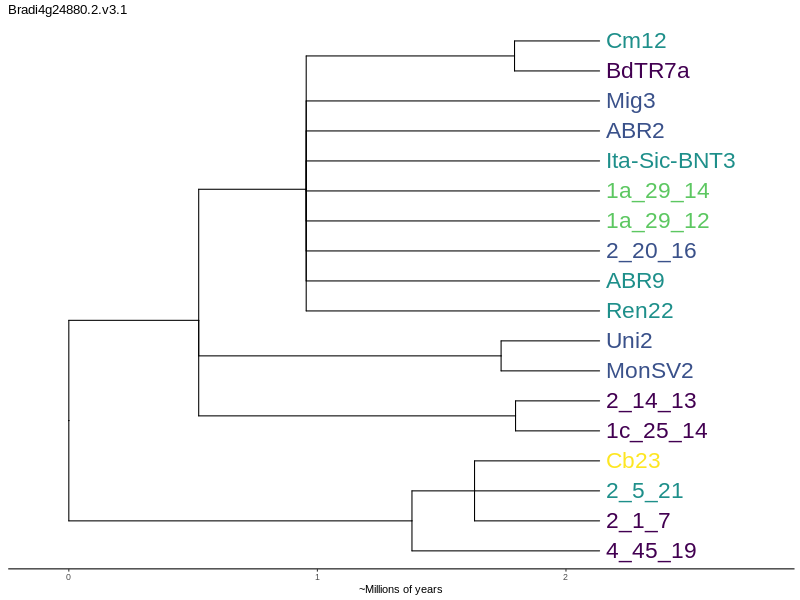 Bradi4g24880.2.v3.1
Cm12
BdTR7a
Mig3
ABR2
Ita-Sic-BNT3
1a_29_14
1a_29_12
2_20_16
ABR9
Ren22
Uni2
MonSV2
2_14_13
1c_25_14
Cb23
2_5_21
2_1_7
4_45_19
0 1 2
~Millions of years